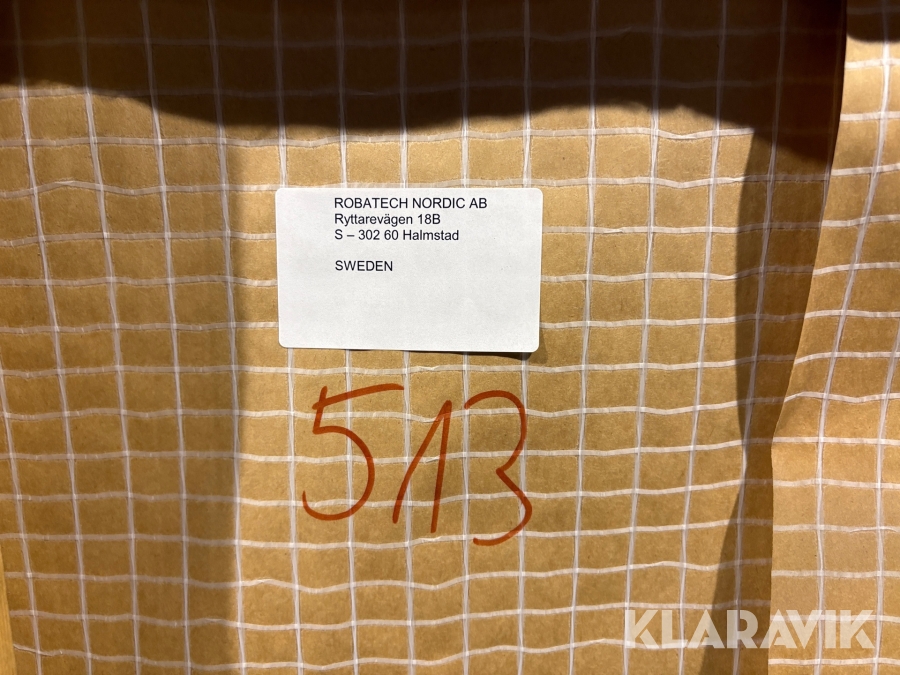 ROBATECH NORDIC AB
Ryttarevägen 18B
S – 302 60 Halmstad
SWEDEN
513
KLARAVIK